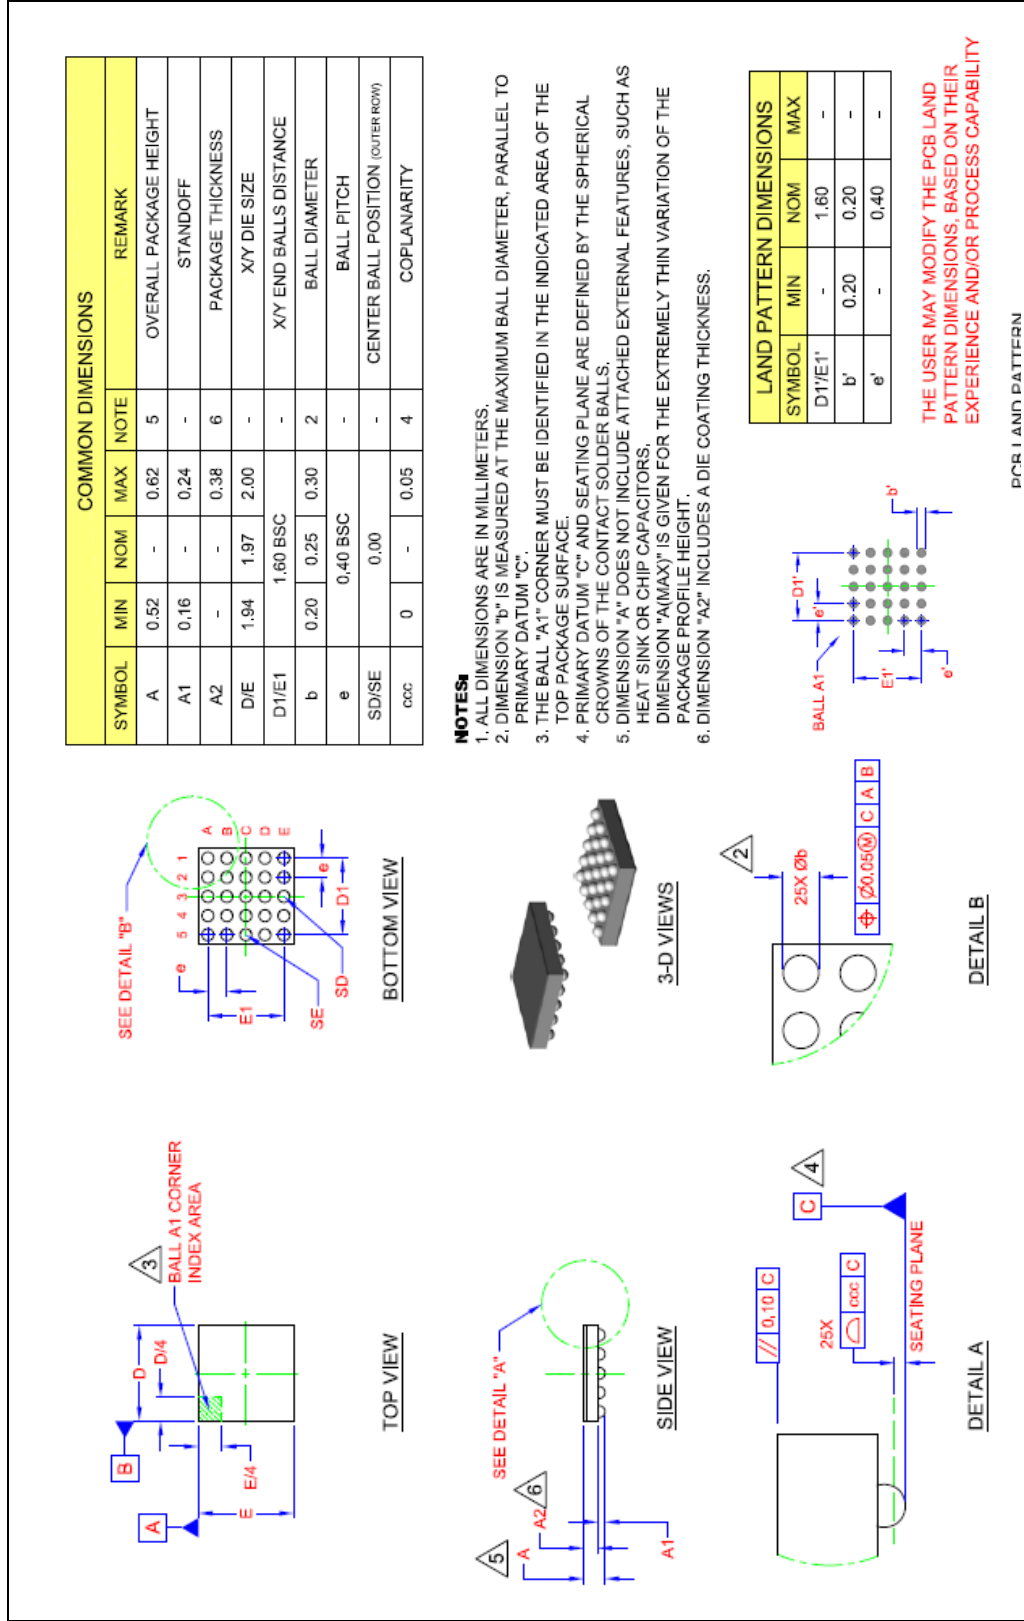 COMMON DIMENSIONS
SYMBOL MIN NOM MAX NOTE REMARK
A 0.52 - 0.62 5 OVERALL PACKAGE HEIGHT
A1 0.16 - 0.24 - STANDOFF
A2 - - 0.38 6 PACKAGE THICKNESS
D/E 1.94 1.97 2.00 - X/Y DIE SIZE
D1/E1 1.60 BSC - X/Y END BALLS DISTANCE
b 0.20 0.25 0.30 2 BALL DIAMETER
e 0.40 BSC - BALL PITCH
SD/SE 0.00 - CENTER BALL POSITION (OUTER ROW)
ccc 0 - 0.05 4 COPLANARITY
NOTES:
1. ALL DIMENSIONS ARE IN MILLIMETERS.
2. DIMENSION "b" IS MEASURED AT THE MAXIMUM BALL DIAMETER, PARALLEL TO
PRIMARY DATUM "C".
3. THE BALL "A1" CORNER MUST BE IDENTIFIED IN THE INDICATED AREA OF THE
TOP PACKAGE SURFACE.
4. PRIMARY DATUM "C" AND SEATING PLANE ARE DEFINED BY THE SPHERICAL
CROWNS OF THE CONTACT SOLDER BALLS.
5. DIMENSION "A" DOES NOT INCLUDE ATTACHED EXTERNAL FEATURES, SUCH AS
HEAT SINK OR CHIP CAPACITORS.
DIMENSION "A(MAX)" IS GIVEN FOR THE EXTREMELY THIN VARIATION OF THE
PACKAGE PROFILE HEIGHT.
6. DIMENSION "A2" INCLUDES A DIE COATING THICKNESS.
LAND PATTERN DIMENSIONS
SYMBOL MIN NOM MAX
D1'/E1' - 1.60 -
b' 0.20 0.20 -
e' - 0.40 -
THE USER MAY MODIFY THE PCB LAND
PATTERN DIMENSIONS, BASED ON THEIR
EXPERIENCE AND/OR PROCESS CAPABILITY
BALL A1
D1'
e'
E1'
e'
b'
PCB LAND PATTERN
SEE DETAIL "B"
5 4 3 2 1
A
B
C
D
E
e
E1
SE
SD
e
D1
BOTTOM VIEW
3-D VIEWS
2
25X Øb
⌖ Ø0.05Ⓜ C A B
DETAIL B
A
B
D
D/4
3
BALL A1 CORNER
INDEX AREA
E/4
E
TOP VIEW
SEE DETAIL "A"
5
A
6
A2
A1
SIDE VIEW
// 0.10 C
25X
⌓ ccc C
C
4
SEATING PLANE
DETAIL A